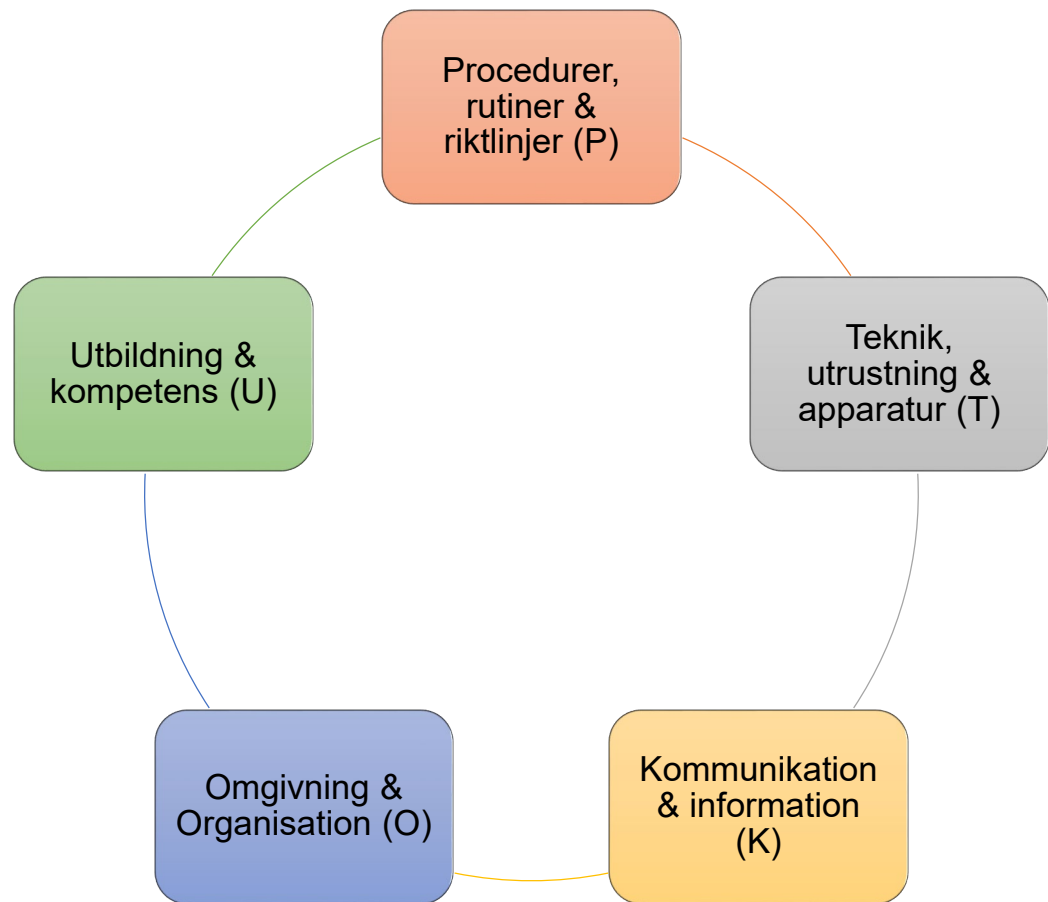 Procedurer,
rutiner &
riktlinjer (P)
Teknik,
utrustning &
apparatur (T)
Kommunikation
& information
(K)
Omgivning &
Organisation (O)
Utbildning &
kompetens (U)